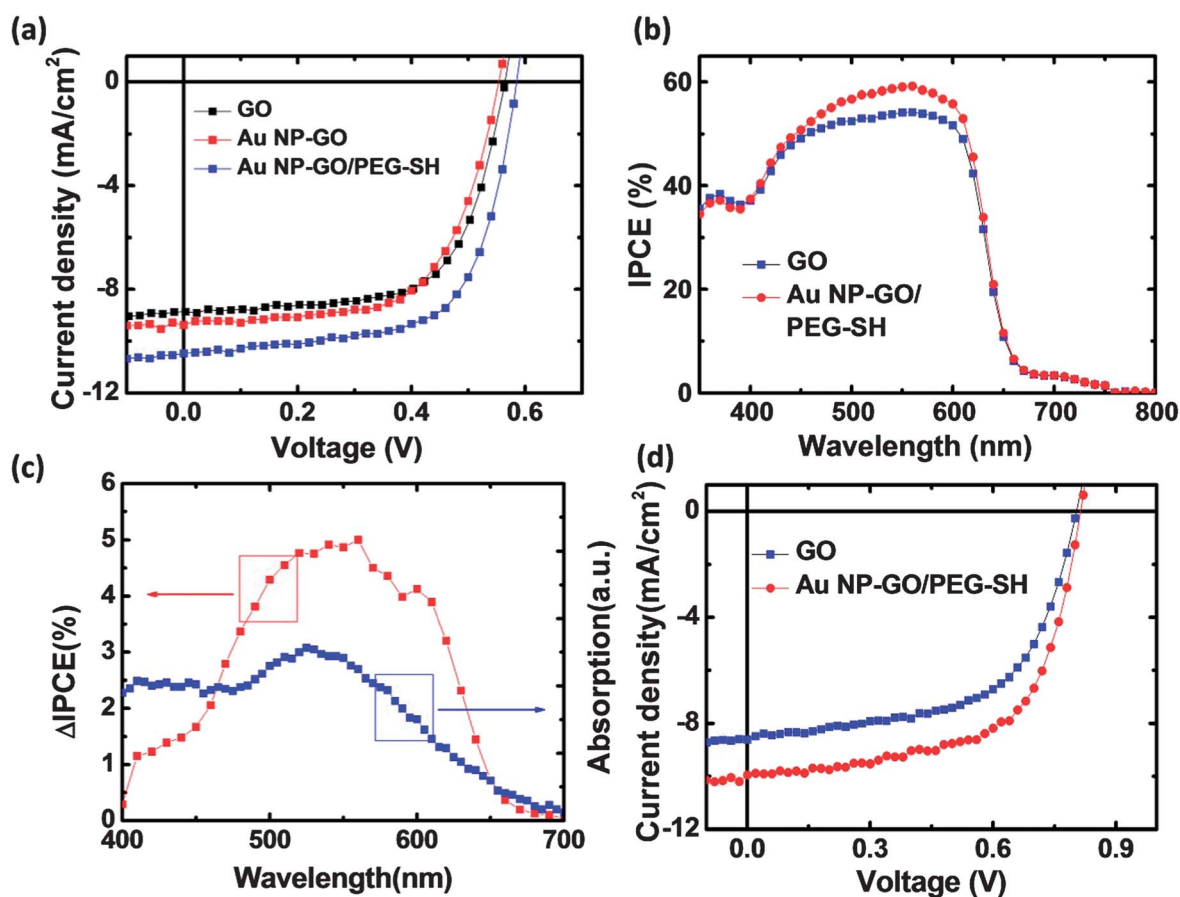 (a)
Current density (mA/cm²)
0
-4
-8
-12
0.0 0.2 0.4 0.6
Voltage (V)
GO
Au NP-GO
Au NP-GO/PEG-SH
(b)
IPCE (%)
60
40
20
0
400 500 600 700 800
Wavelength (nm)
GO
Au NP-GO/
PEG-SH
(c)
ΔIPCE(%)
6
5
4
3
2
1
0
400 500 600 700
Wavelength(nm)
Absorption(a.u.)
(d)
Current density(mA/cm²)
0
-4
-8
-12
0.0 0.3 0.6 0.9
Voltage (V)
GO
Au NP-GO/PEG-SH